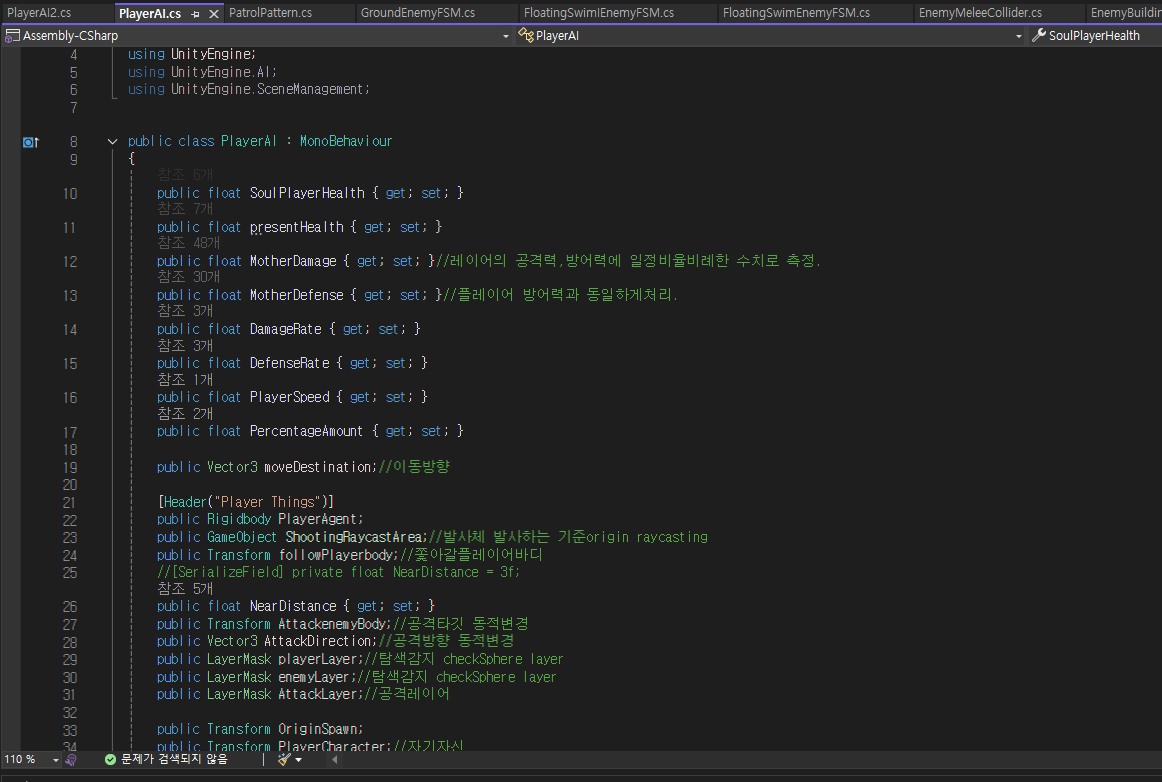 PlayerAI2.cs PlayerAI.cs PatrolPattern.cs GroundEnemyFSM.cs FloatingSwimIEnemyFSM.cs FloatingSwimEnemyFSM.cs EnemyMeleeCollider.cs EnemyBuildin
Assembly-CSharp PlayerAI SoulPlayerHealth
4 using UnityEngine;
5 using UnityEngine.AI;
6 using UnityEngine.SceneManagement;
7
8 public class PlayerAI : MonoBehaviour
9 {
참조 6개
10 public float SoulPlayerHealth { get; set; }
참조 7개
11 public float presentHealth { get; set; }
참조 48개
12 public float MotherDamage { get; set; }//레이어의 공격력,방어력에 일정비율비례한 수치로 측정.
참조 30개
13 public float MotherDefense { get; set; }//플레이어 방어력과 동일하게처리.
참조 3개
14 public float DamageRate { get; set; }
참조 3개
15 public float DefenseRate { get; set; }
참조 1개
16 public float PlayerSpeed { get; set; }
참조 2개
17 public float PercentageAmount { get; set; }
18
19 public Vector3 moveDestination;//이동방향
20
21 [Header("Player Things")]
22 public Rigidbody PlayerAgent;
23 public GameObject ShootingRaycastArea;//발사체 발사하는 기준origin raycasting
24 public Transform followPlayerbody;//쫓아갈플레이어바디
25 //[SerializeField] private float NearDistance = 3f;
참조 5개
26 public float NearDistance { get; set; }
27 public Transform AttackenemyBody;//공격타깃 동적변경
28 public Vector3 AttackDirection;//공격방향 동적변경
29 public LayerMask playerLayer;//탐색감지 checkSphere layer
30 public LayerMask enemyLayer;//탐색감지 checkSphere layer
31 public LayerMask AttackLayer;//공격레이어
32
33 public Transform OriginSpawn;
34 public Transform PlayerCharacter;//자기자신
110 % 문제가 검색되지 않음